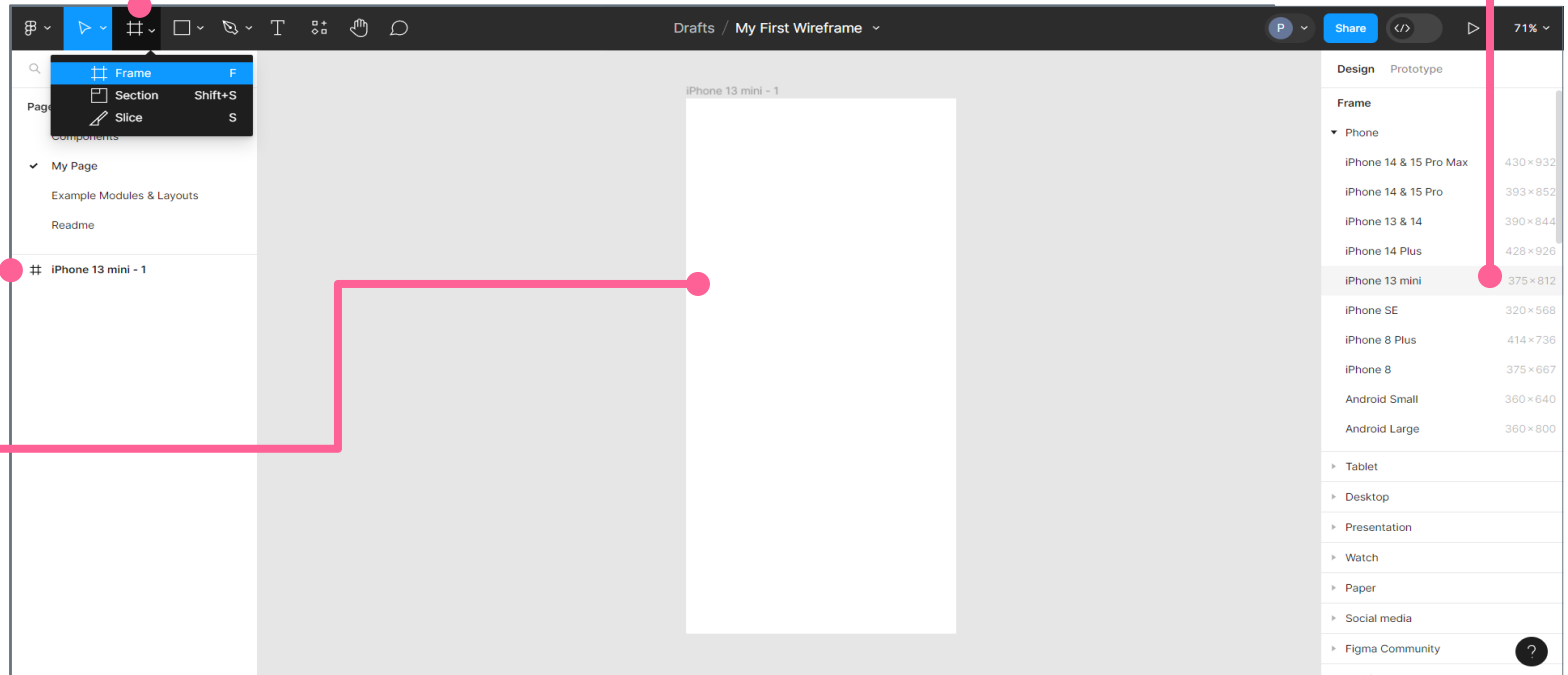 Drafts / My First Wireframe
P
Share
71%
Frame F
Section Shift+S
Slice S
Page
Components
My Page
Example Modules & Layouts
Readme
iPhone 13 mini - 1
iPhone 13 mini - 1
Design Prototype
Frame
Phone
iPhone 14 & 15 Pro Max 430×932
iPhone 14 & 15 Pro 393×852
iPhone 13 & 14 390×844
iPhone 14 Plus 428×926
iPhone 13 mini 375×812
iPhone SE 320×568
iPhone 8 Plus 414×736
iPhone 8 375×667
Android Small 360×640
Android Large 360×800
Tablet
Desktop
Presentation
Watch
Paper
Social media
Figma Community
?